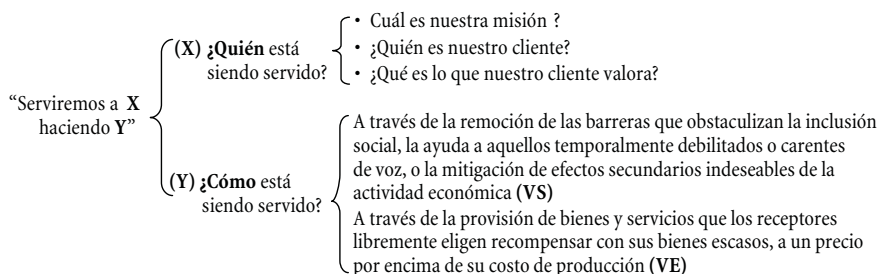 “Serviremos a X
haciendo Y”
(X) ¿Quién está
siendo servido?
• Cuál es nuestra misión ?
• ¿Quién es nuestro cliente?
• ¿Qué es lo que nuestro cliente valora?
(Y) ¿Cómo está
siendo servido?
A través de la remoción de las barreras que obstaculizan la inclusión
social, la ayuda a aquellos temporalmente debilitados o carentes
de voz, o la mitigación de efectos secundarios indeseables de la
actividad económica (VS)
A través de la provisión de bienes y servicios que los receptores
libremente eligen recompensar con sus bienes escasos, a un precio
por encima de su costo de producción (VE)